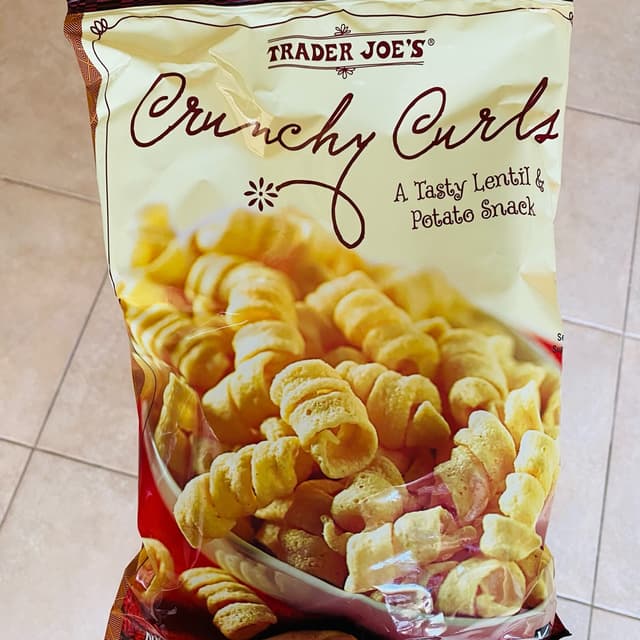 TRADER JOE'S®
Crunchy Curls
A Tasty Lentil &
Potato Snack